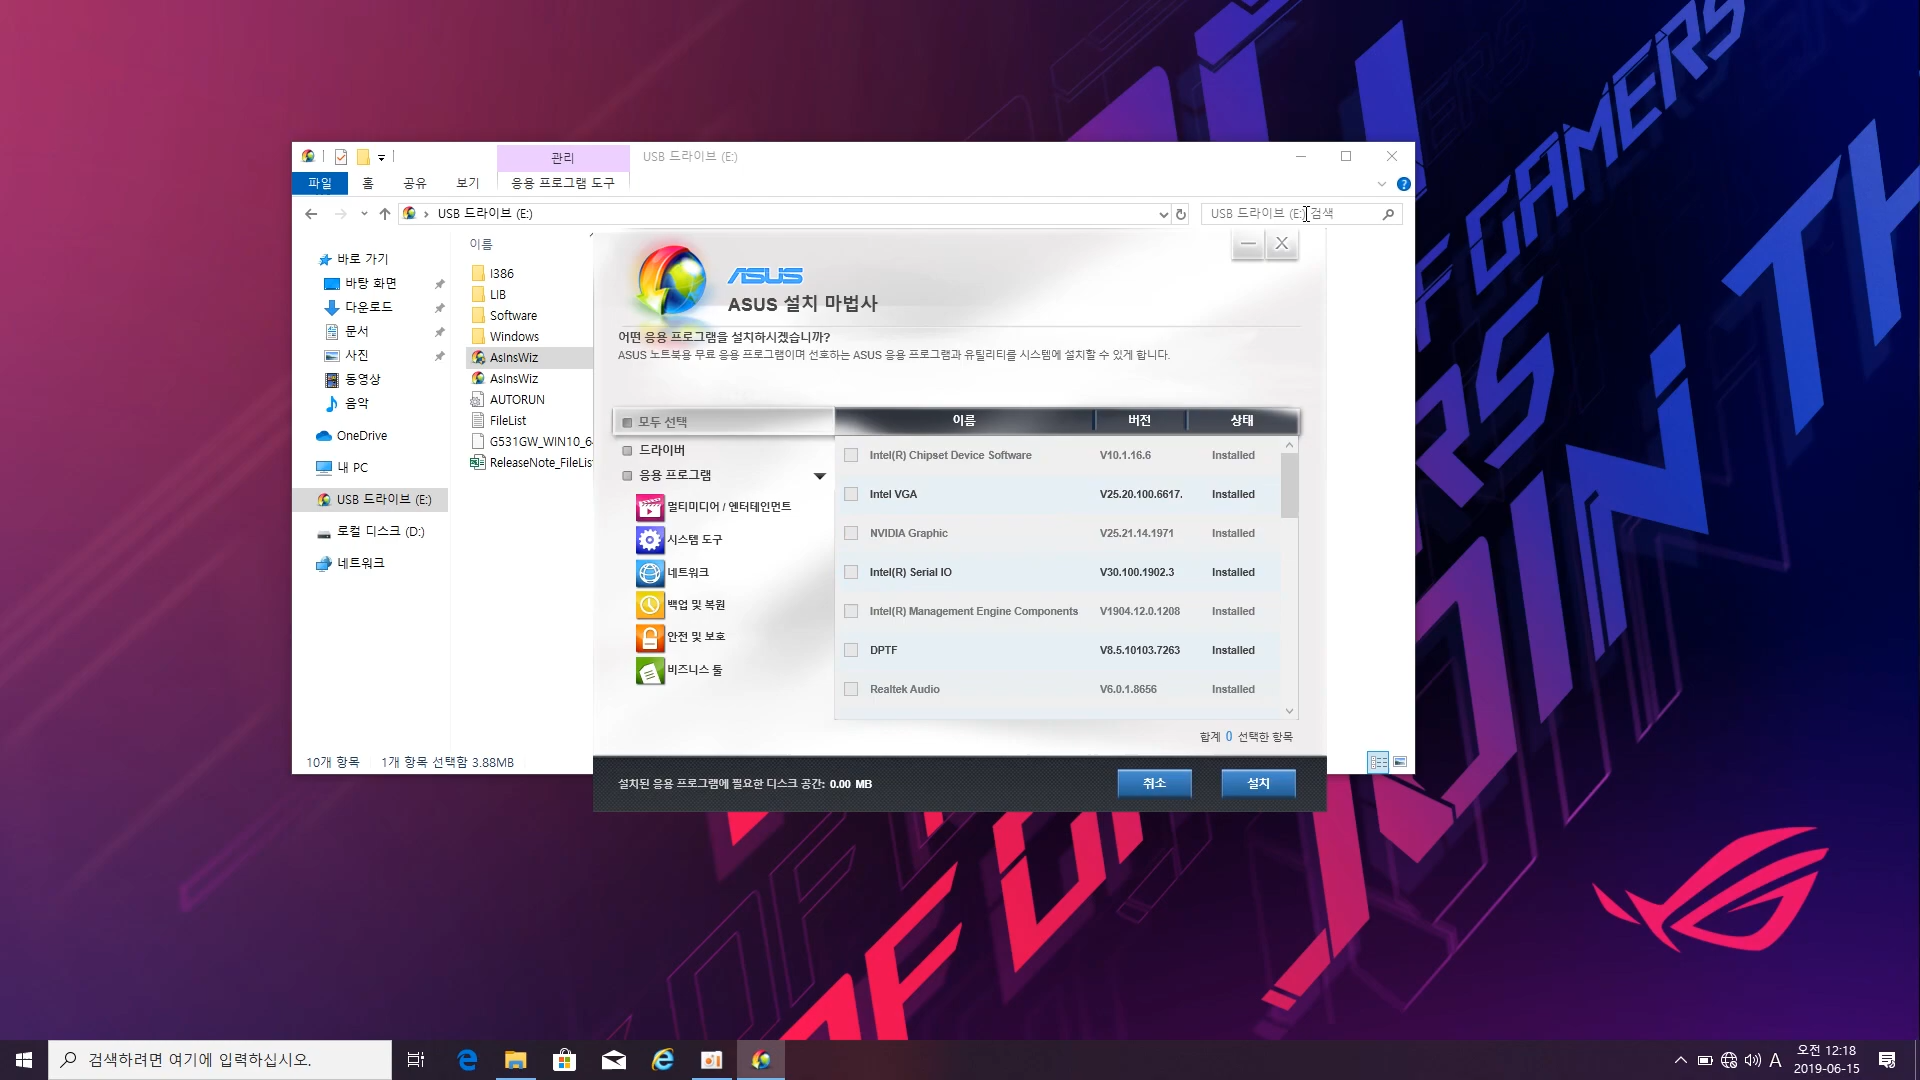 관리
USB 드라이브 (E:)
파일
홈
공유
보기
응용 프로그램 도구
USB 드라이브 (E:)
USB 드라이브 (E:) 검색
바로 가기
바탕 화면
다운로드
문서
사진
동영상
음악
OneDrive
내 PC
USB 드라이브 (E:)
로컬 디스크 (D:)
네트워크
이름
I386
LIB
Software
Windows
AsInsWiz
AsInsWiz
AUTORUN
FileList
G531GW_WIN10_6
ReleaseNote_FileLis
10개 항목
1개 항목 선택함 3.88MB
ASUS
ASUS 설치 마법사
어떤 응용 프로그램을 설치하시겠습니까?
ASUS 노트북용 무료 응용 프로그램이며 선호하는 ASUS 응용 프로그램과 유틸리티를 시스템에 설치할 수 있게 합니다.
모두 선택
드라이버
응용 프로그램
멀티미디어 / 엔터테인먼트
시스템 도구
네트워크
백업 및 복원
안전 및 보호
비즈니스 툴
이름 버전 상태
Intel(R) Chipset Device Software V10.1.16.6 Installed
Intel VGA V25.20.100.6617. Installed
NVIDIA Graphic V25.21.14.1971 Installed
Intel(R) Serial IO V30.100.1902.3 Installed
Intel(R) Management Engine Components V1904.12.0.1208 Installed
DPTF V8.5.10103.7263 Installed
Realtek Audio V6.0.1.8656 Installed
합계 0 선택한 항목
설치된 응용 프로그램에 필요한 디스크 공간: 0.00 MB
취소
설치
검색하려면 여기에 입력하십시오.
A
오전 12:18
2019-06-15